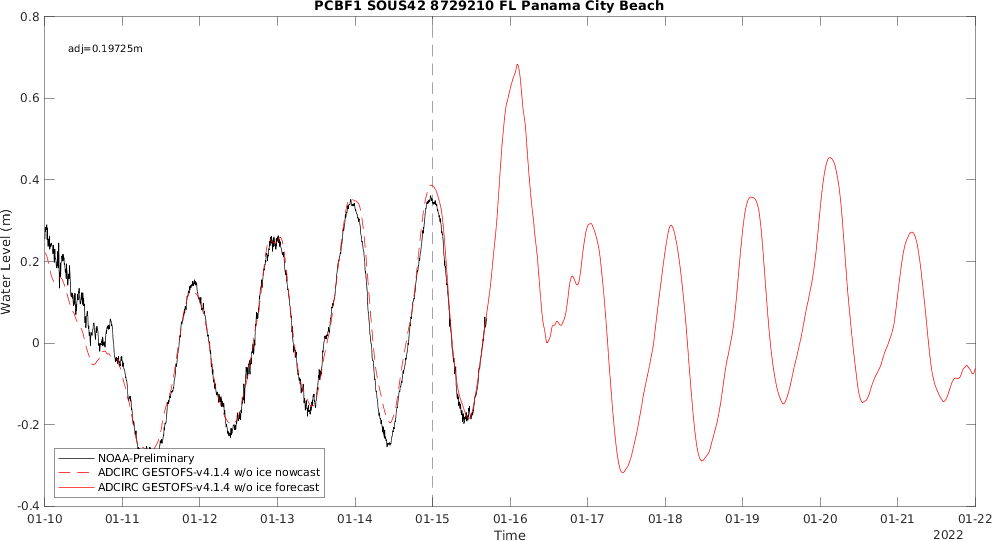 PCBF1 SOUS42 8729210 FL Panama City Beach
adj=0.19725m
Water Level (m)
0.8
0.6
0.4
0.2
0
-0.2
-0.4
NOAA-Preliminary
ADCIRC GESTOFS-v4.1.4 w/o ice nowcast
ADCIRC GESTOFS-v4.1.4 w/o ice forecast
01-10 01-11 01-12 01-13 01-14 01-15 01-16 01-17 01-18 01-19 01-20 01-21 01-22
Time
2022